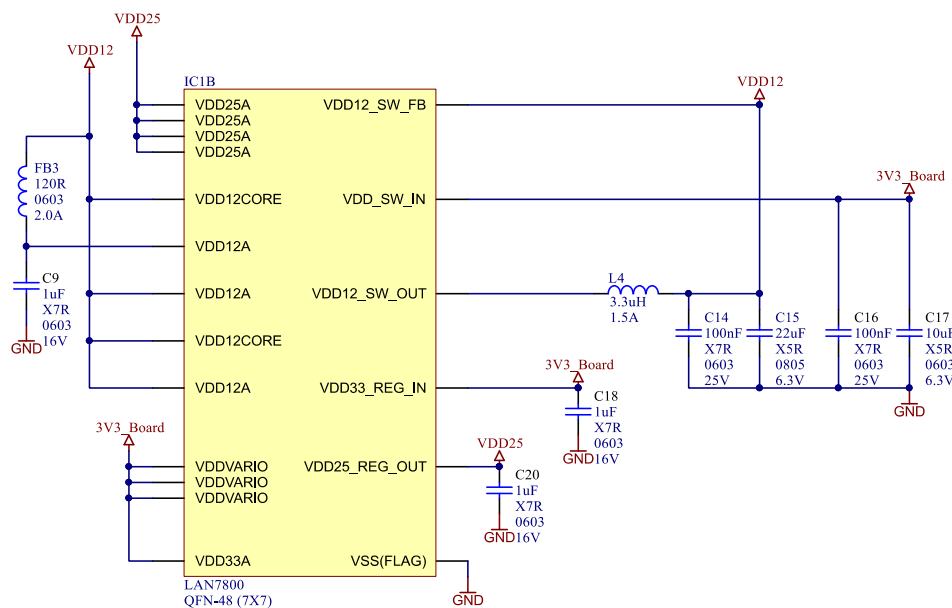 VDD25
VDD12
IC1B
VDD25A
VDD25A
VDD25A
VDD25A
VDD12CORE
VDD12A
VDD12A
VDD12CORE
VDD12A
VDDVARIO
VDDVARIO
VDDVARIO
VDD33A
VDD12_SW_FB
VDD_SW_IN
VDD12_SW_OUT
VDD33_REG_IN
VDD25_REG_OUT
VSS(FLAG)
LAN7800
QFN-48 (7X7)
FB3
120R
0603
2.0A
C9
1uF
X7R
0603
16V
GND
3V3_Board
VDD12
3V3_Board
L4
3.3uH
1.5A
C14
100nF
X7R
0603
25V
C15
22uF
X5R
0805
6.3V
C16
100nF
X7R
0603
25V
C17
10uF
X5R
0603
6.3V
GND
3V3_Board
C18
1uF
X7R
0603
16V
GND
VDD25
C20
1uF
X7R
0603
16V
GND
GND